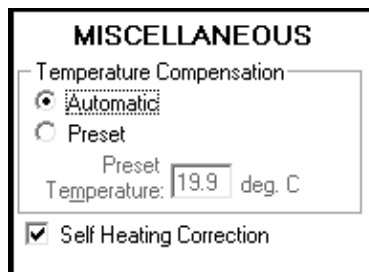 MISCELLANEOUS
Temperature Compensation
Automatic
Preset
Preset
Temperature: 19.9 deg. C
Self Heating Correction